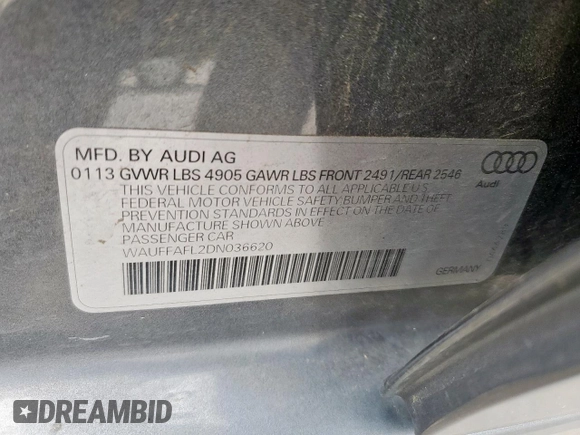 MFD. BY AUDI AG
0113 GVWR LBS 4905 GAWR LBS FRONT 2491/REAR 2546
THIS VEHICLE CONFORMS TO ALL APPLICABLE U.S.
FEDERAL MOTOR VEHICLE SAFETY BUMPER AND THEFT
PREVENTION STANDARDS IN EFFECT ON THE DATE OF
MANUFACTURE SHOWN ABOVE
PASSENGER CAR
WAUFFAFL2DN036620
Audi
GERMANY
DREAMBID